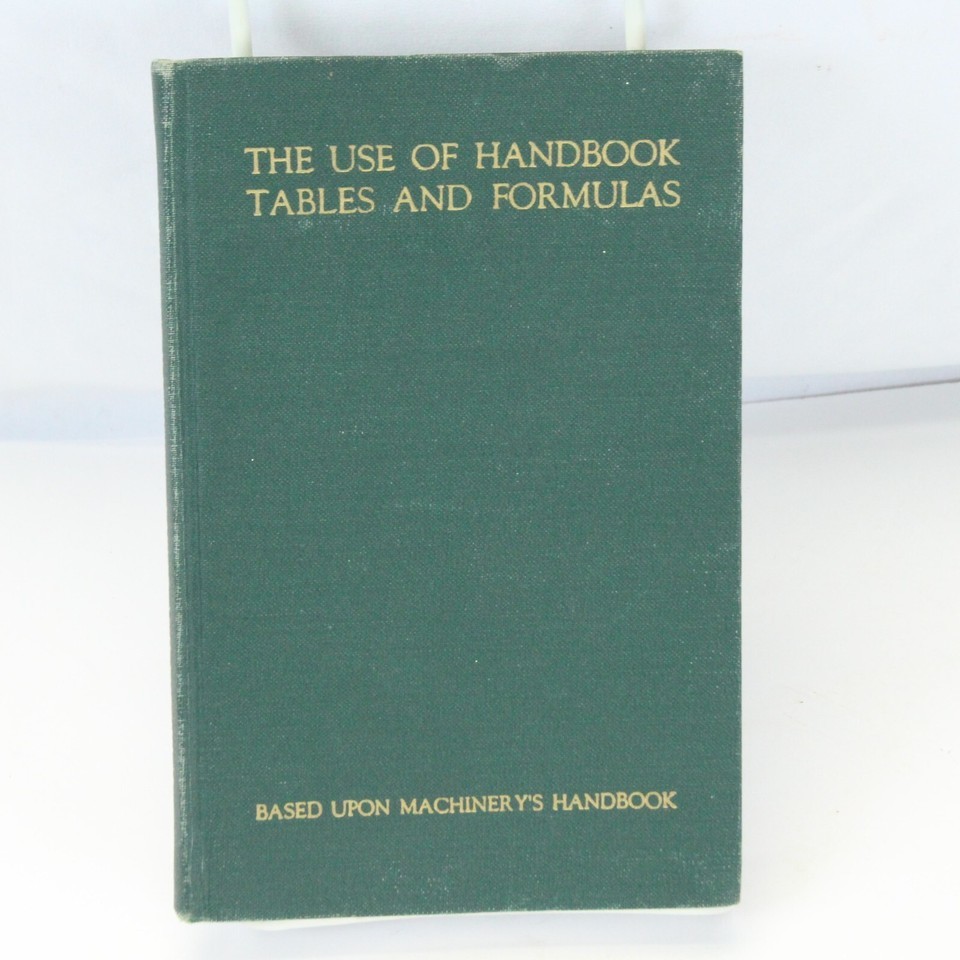 THE USE OF HANDBOOK
TABLES AND FORMULAS
BASED UPON MACHINERY'S HANDBOOK